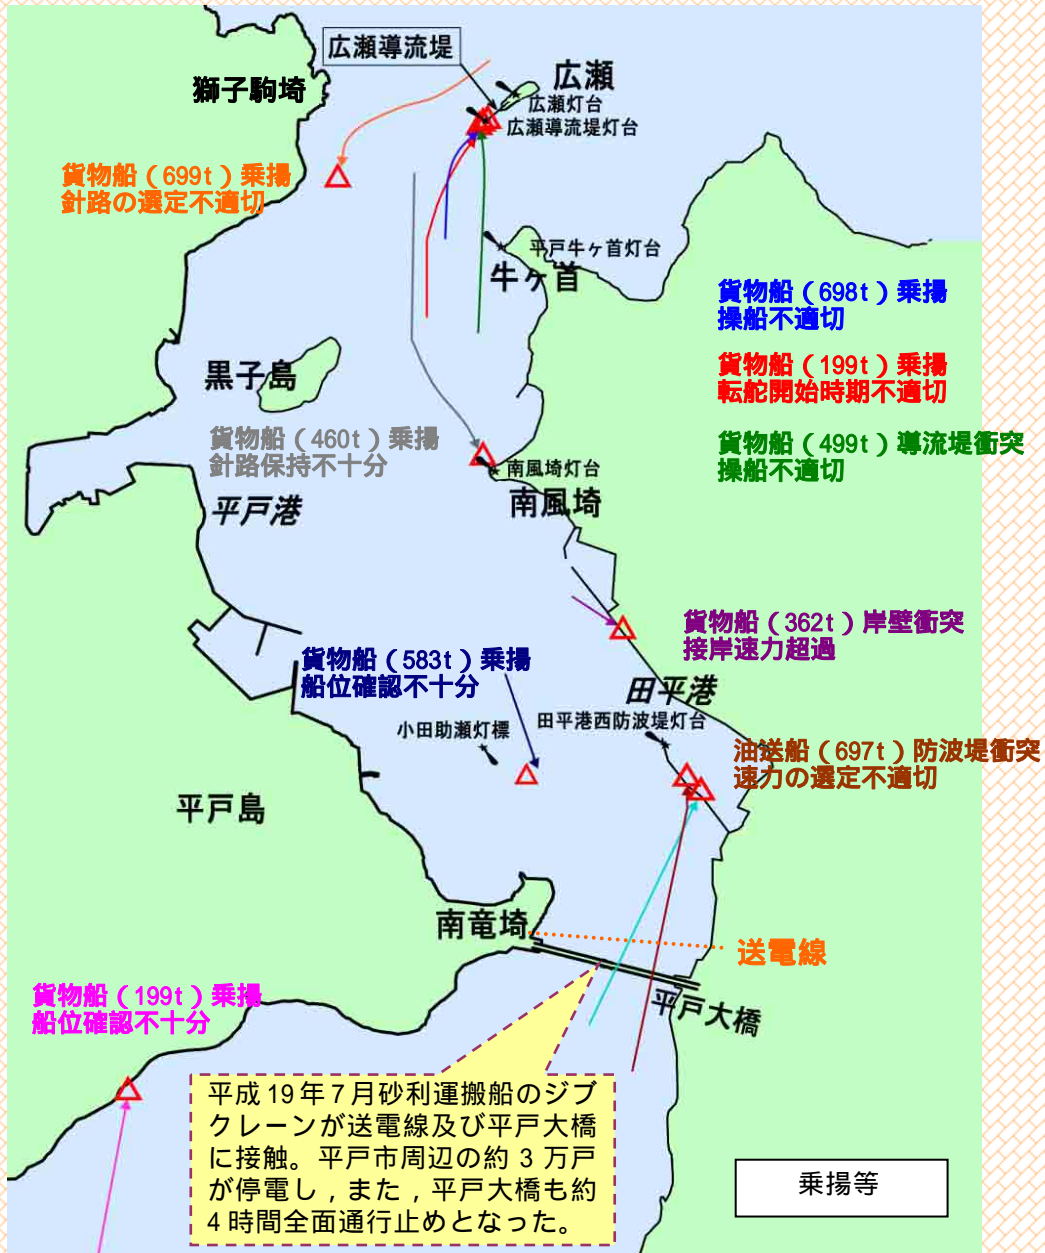 広瀬導流堤
広瀬
獅子駒埼
広瀬灯台
広瀬導流堤灯台
貨物船（699t）乗揚
針路の選定不適切
平戸牛ヶ首灯台
牛ヶ首
貨物船（698t）乗揚
操船不適切
貨物船（199t）乗揚
転舵開始時期不適切
黒子島
貨物船（460t）乗揚
針路保持不十分
貨物船（499t）導流堤衝突
操船不適切
南風埼灯台
南風埼
平戸港
貨物船（362t）岸壁衝突
接岸速力超過
貨物船（583t）乗揚
船位確認不十分
田平港
田平港西防波堤灯台
小田助瀬灯標
油送船（697t）防波堤衝突
速力の選定不適切
平戸島
南竜埼
送電線
平戸大橋
貨物船（199t）乗揚
船位確認不十分
平成19年7月砂利運搬船のジブ
クレーンが送電線及び平戸大橋
に接触。平戸市周辺の約３万戸
が停電し，また，平戸大橋も約
４時間全面通行止めとなった。
乗揚等